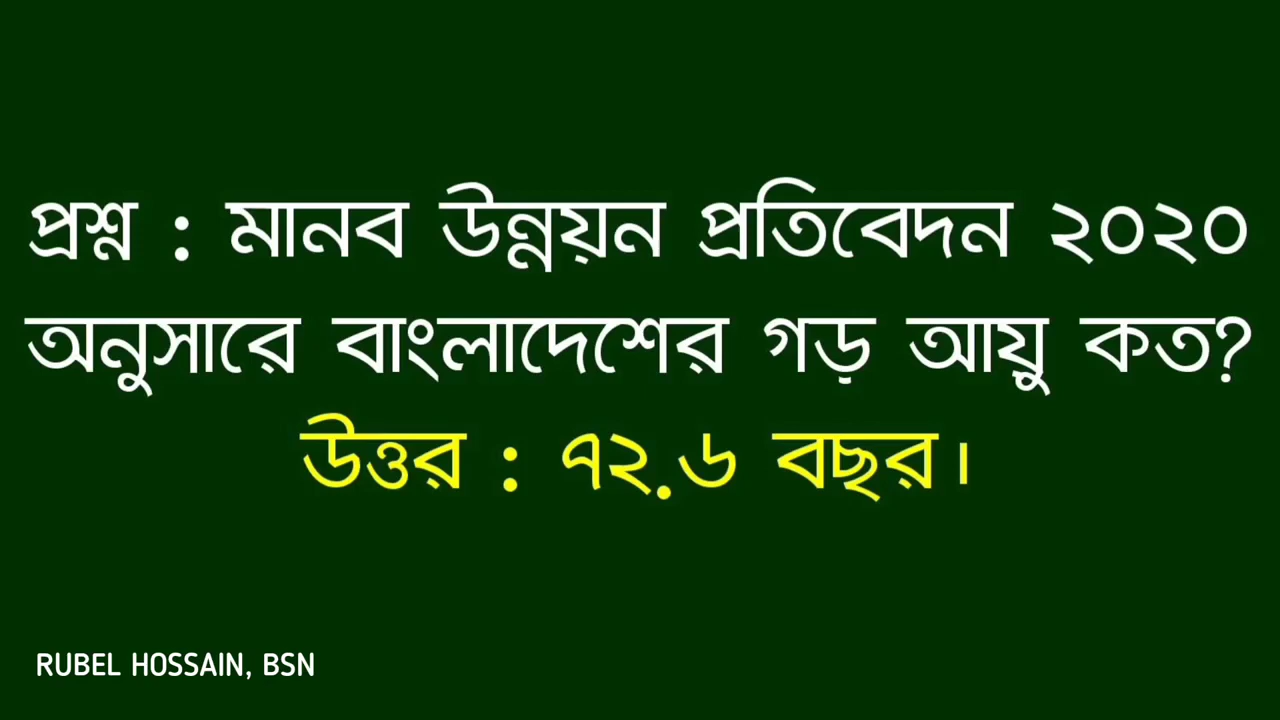 প্রশ্ন : মানব উন্নয়ন প্রতিবেদন ২০২০
অনুসারে বাংলাদেশের গড় আয়ু কত?
উত্তর : ৭২.৬ বছর।
RUBEL HOSSAIN, BSN